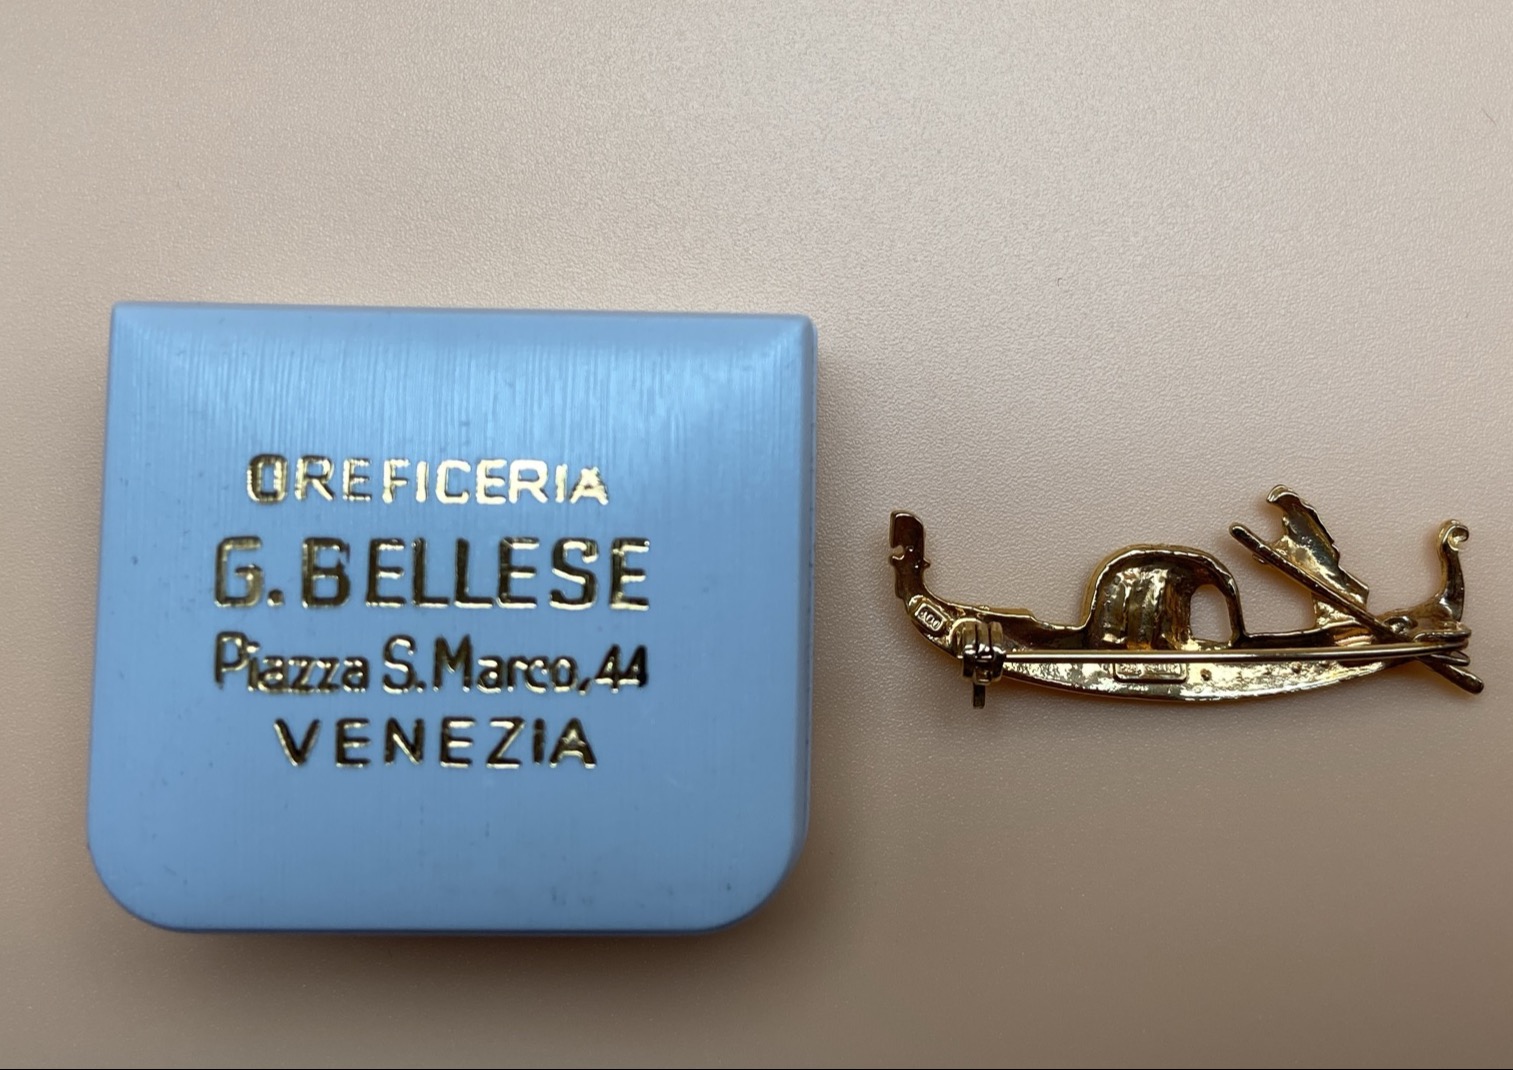 OREFICERIA
G. BELLESE
Piazza S. Marco, 44
VENEZIA